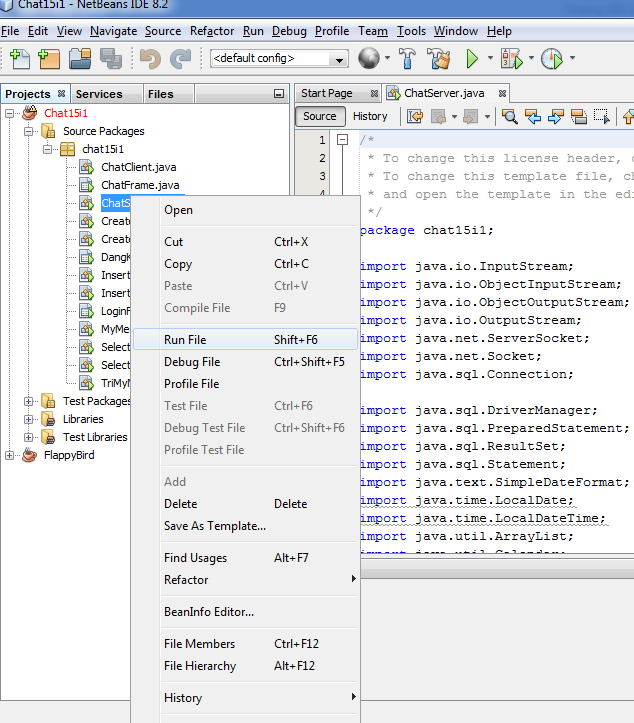 Chat15i1 - NetBeans IDE 8.2
File Edit View Navigate Source Refactor Run Debug Profile Team Tools Window Help
<default config>
Projects Services Files
Start Page ChatServer.java
Source History
Chat15i1
Source Packages
chat15i1
ChatClient.java
ChatFrame.java
ChatS
Create
Create
DangK
Insert
Insert
LoginF
MyMe
Select
Select
TriMyM
Test Packages
Libraries
Test Libraries
FlappyBird
Open
Cut Ctrl+X
Copy Ctrl+C
Paste Ctrl+V
Compile File F9
Run File Shift+F6
Debug File Ctrl+Shift+F5
Profile File
Test File Ctrl+F6
Debug Test File Ctrl+Shift+F6
Profile Test File
Add
Delete Delete
Save As Template...
Find Usages Alt+F7
Refactor
BeanInfo Editor...
File Members Ctrl+F12
File Hierarchy Alt+F12
History
1 /*
2 * To change this license header, c
3 * To change this template file, ch
4 * and open the template in the edi
*/
package chat15i1;
import java.io.InputStream;
import java.io.ObjectInputStream;
import java.io.ObjectOutputStream;
import java.io.OutputStream;
import java.net.ServerSocket;
import java.net.Socket;
import java.sql.Connection;
import java.sql.DriverManager;
import java.sql.PreparedStatement;
import java.sql.ResultSet;
import java.sql.Statement;
import java.text.SimpleDateFormat;
import java.time.LocalDate;
import java.time.LocalDateTime;
import java.util.ArrayList;
import java.util.Calendar;